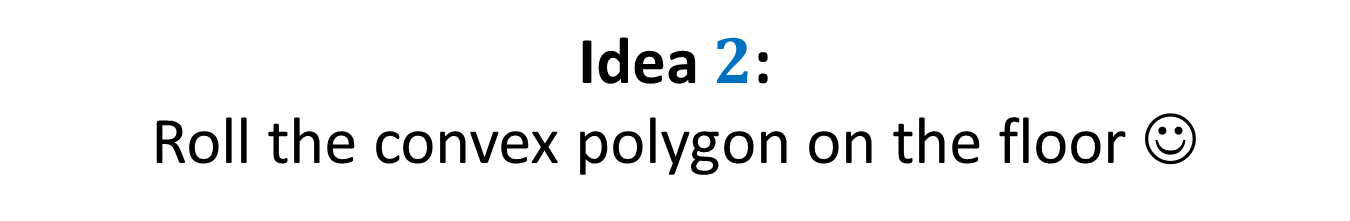 Idea 2:
Roll the convex polygon on the floor ☺